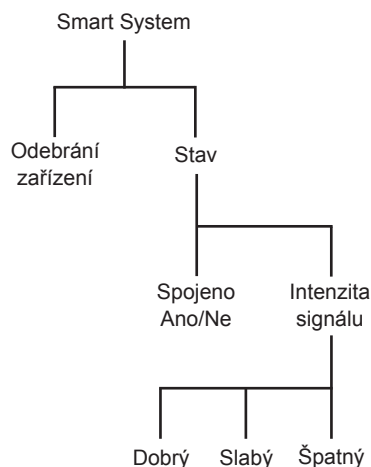 Smart System
Odebrání
zařízení
Stav
Spojeno
Ano/Ne
Intenzita
signálu
Dobrý
Slabý
Špatný